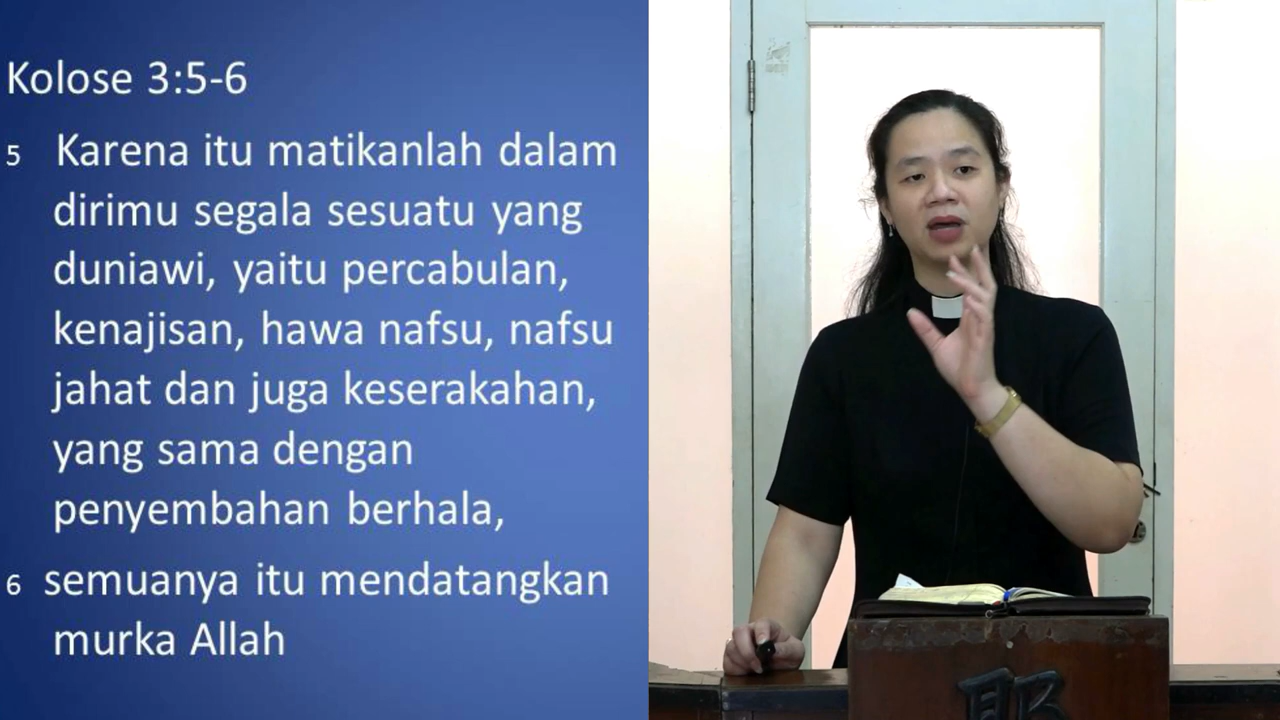 Kolose 3:5-6
5 Karena itu matikanlah dalam
dirimu segala sesuatu yang
duniawi, yaitu percabulan,
kenajisan, hawa nafsu, nafsu
jahat dan juga keserakahan,
yang sama dengan
penyembahan berhala,
6 semuanya itu mendatangkan
murka Allah